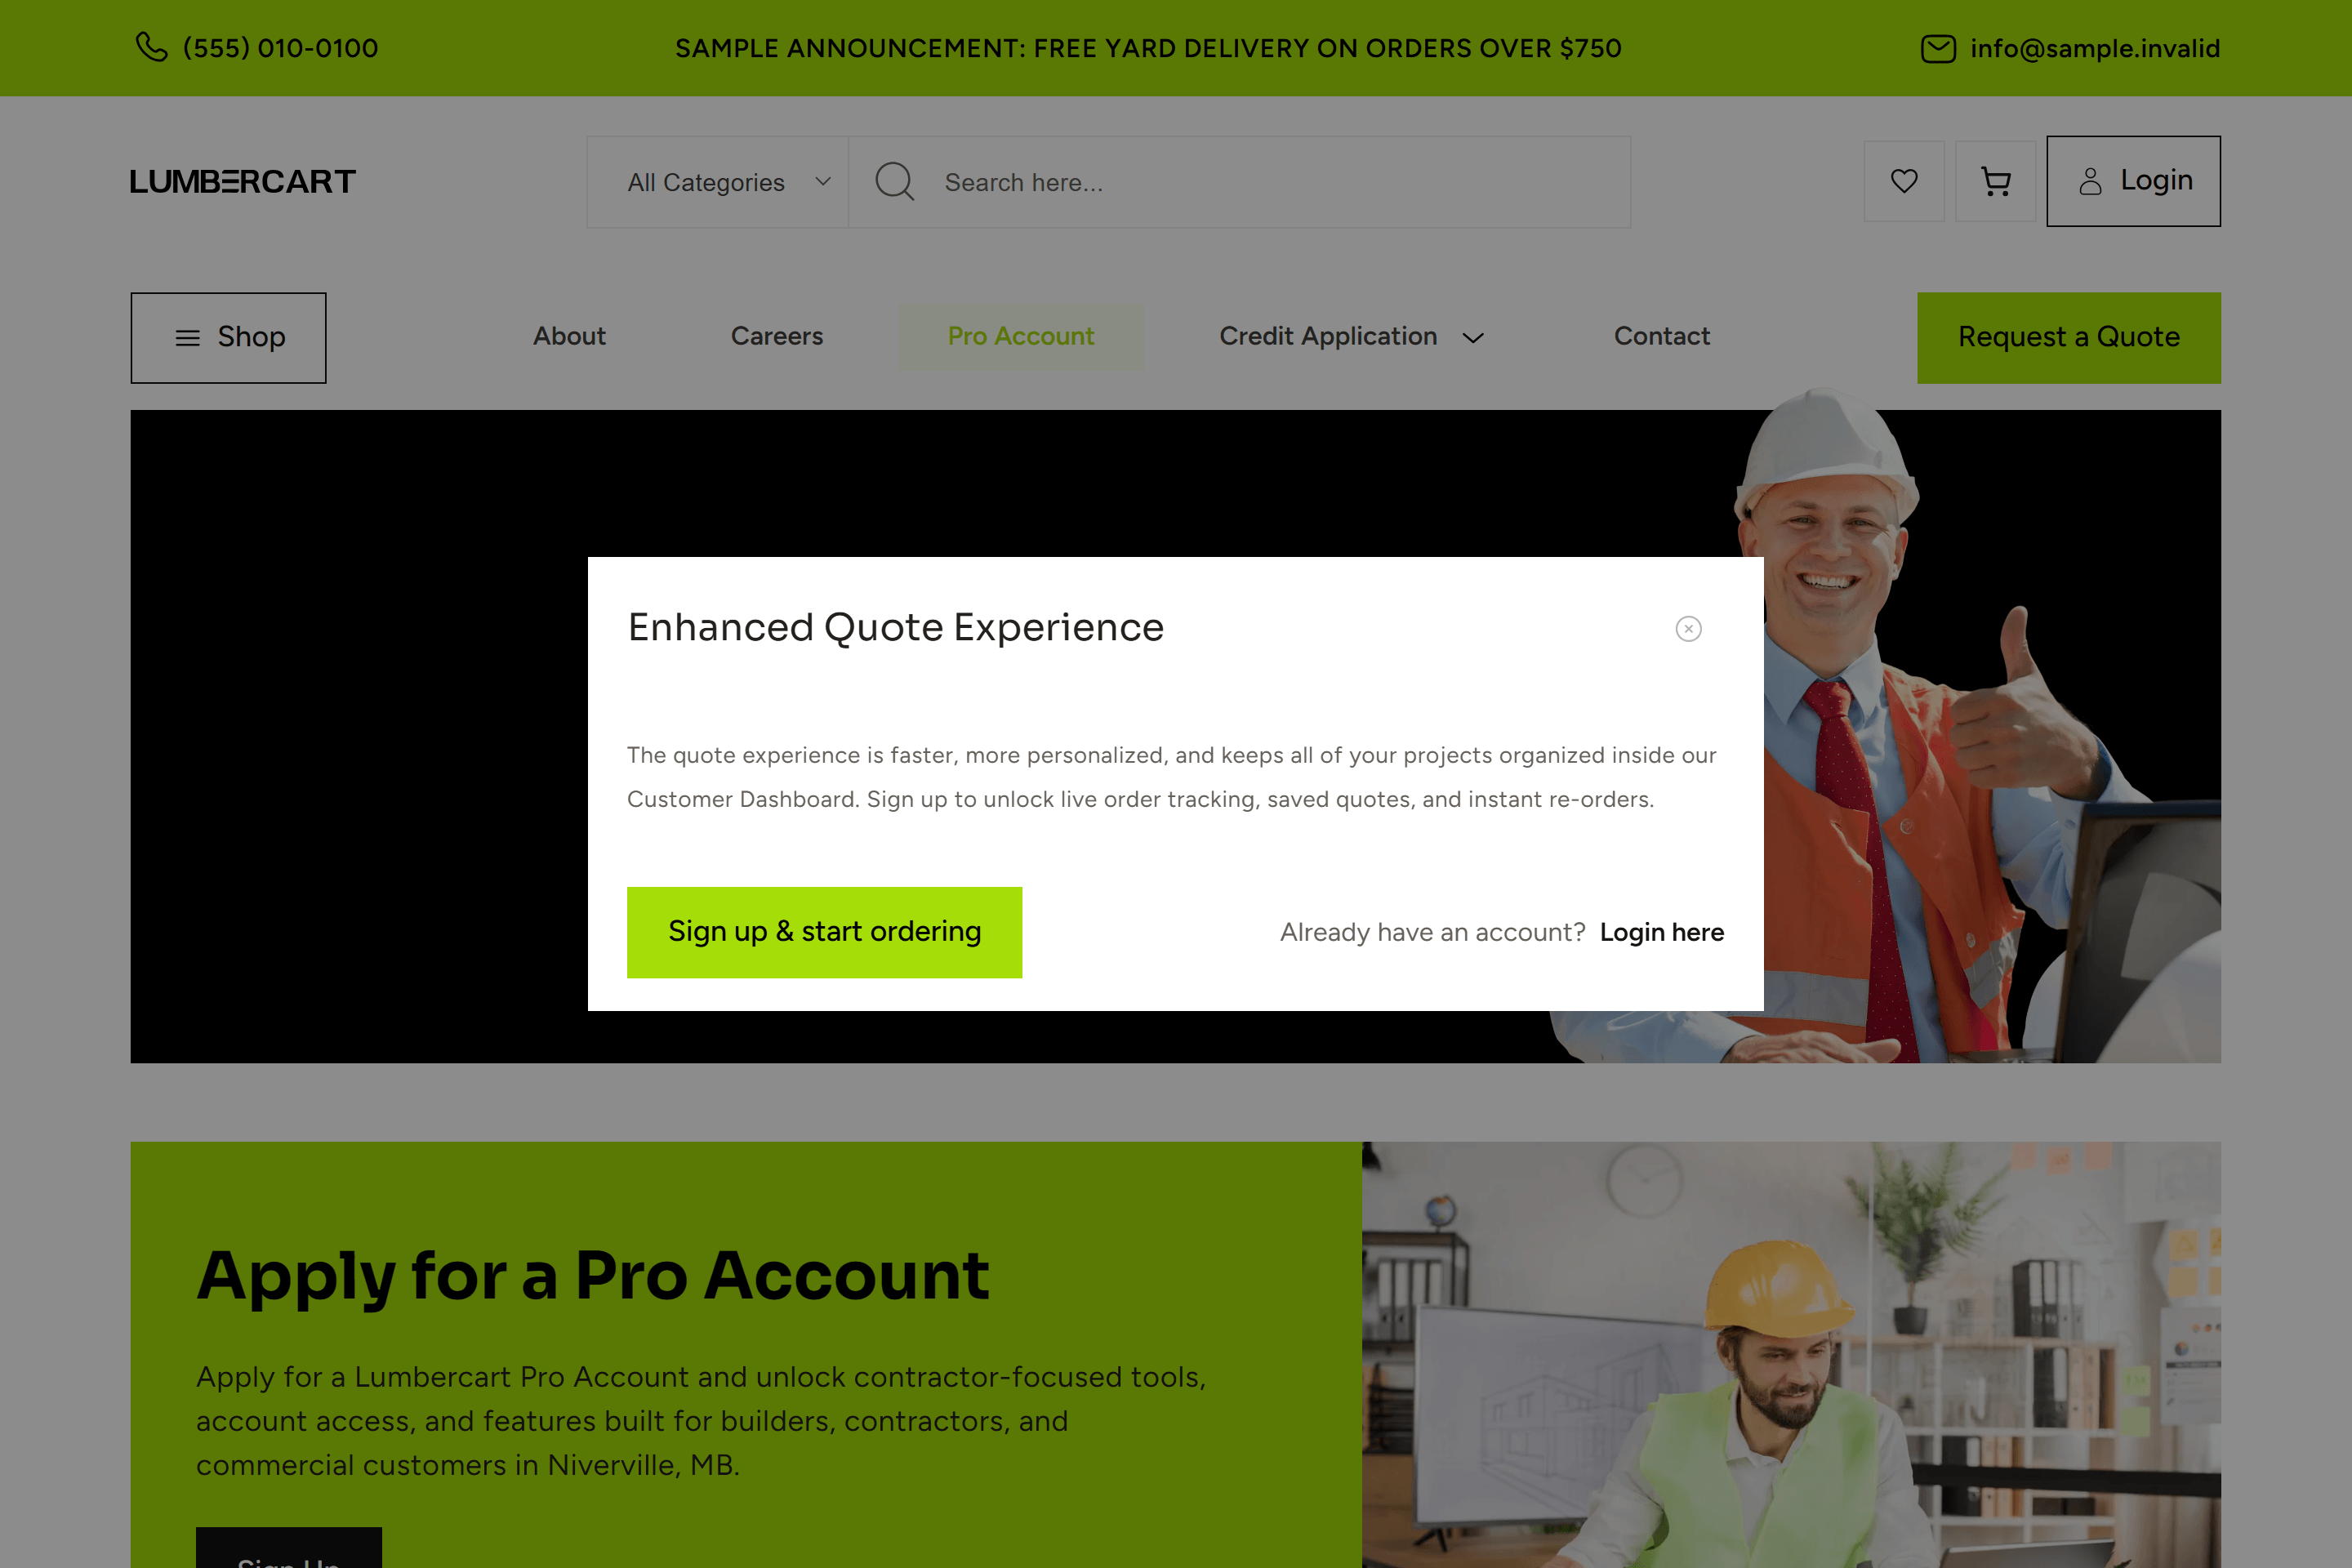 (555) 010-0100
SAMPLE ANNOUNCEMENT: FREE YARD DELIVERY ON ORDERS OVER $750
info@sample.invalid
LUMBERCART
All Categories
Search here...
Login
Shop
About
Careers
Pro Account
Credit Application
Contact
Request a Quote
Enhanced Quote Experience
The quote experience is faster, more personalized, and keeps all of your projects organized inside our
Customer Dashboard. Sign up to unlock live order tracking, saved quotes, and instant re-orders.
Sign up & start ordering
Already have an account? Login here
Apply for a Pro Account
Apply for a Lumbercart Pro Account and unlock contractor-focused tools,
account access, and features built for builders, contractors, and
commercial customers in Niverville, MB.
Sign Up